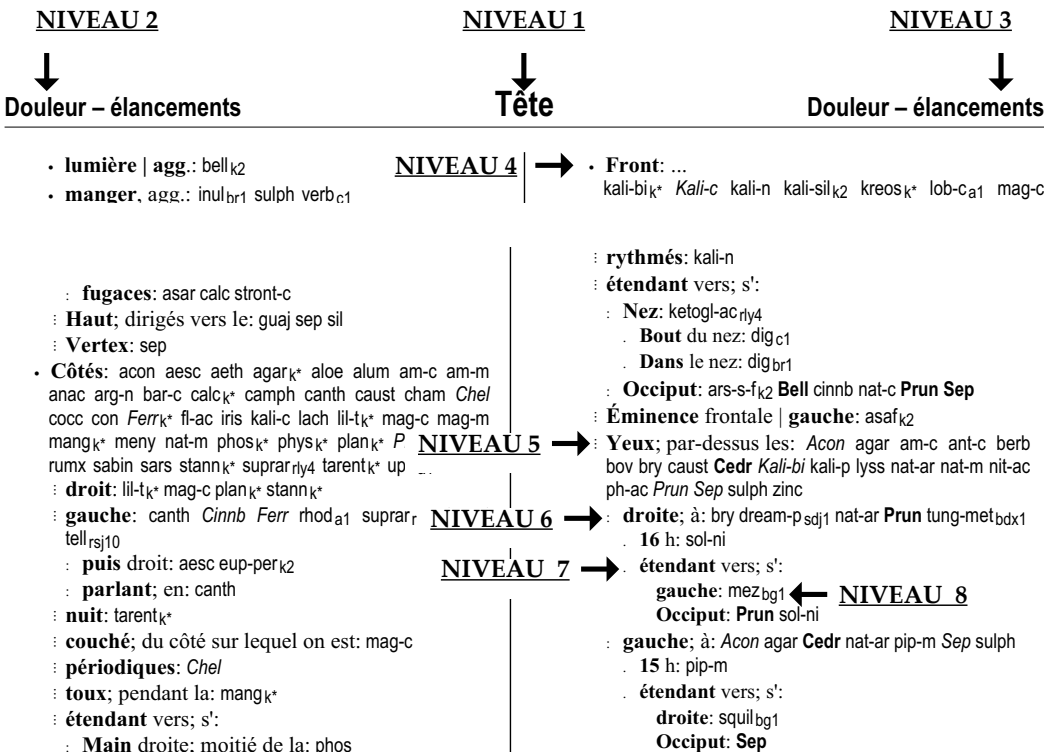 NIVEAU 2 NIVEAU 1 NIVEAU 3
Douleur – élancements Tête Douleur – élancements
• lumière | agg.: bell k2
• manger, agg.: inul br1 sulph verb c1
: fugaces: asar calc stront-c
⋮ Haut; dirigés vers le: guaj sep sil
⋮ Vertex: sep
• Côtés: acon aesc aeth agar k* aloe alum am-c am-m
anac arg-n bar-c calc k* camph canth caust cham Chel
cocc con Ferr k* fl-ac iris kali-c lach lil-t k* mag-c mag-m
mang k* meny nat-m phos k* phys k* plan k* P
rumx sabin sars stann k* suprar rly4 tarent k* up
⋮ droit: lil-t k* mag-c plan k* stann k*
⋮ gauche: canth Cinnb Ferr rhod a1 suprar r
tell rsj10
: puis droit: aesc eup-per k2
: parlant; en: canth
⋮ nuit: tarent k*
⋮ couché; du côté sur lequel on est: mag-c
⋮ périodiques: Chel
⋮ toux; pendant la: mang k*
⋮ étendant vers; s':
: Main droite; moitié de la: phos
NIVEAU 4
• Front: ...
kali-bi k* Kali-c kali-n kali-sil k2 kreos k* lob-c a1 mag-c
⋮ rythmés: kali-n
⋮ étendant vers; s':
: Nez: ketogl-ac rly4
. Bout du nez: dig c1
. Dans le nez: dig br1
: Occiput: ars-s-f k2 Bell cinnb nat-c Prun Sep
⋮ Éminence frontale | gauche: asaf k2
NIVEAU 5
⋮ Yeux; par-dessus les: Acon agar am-c ant-c berb
bov bry caust Cedr Kali-bi kali-p lyss nat-ar nat-m nit-ac
ph-ac Prun Sep sulph zinc
NIVEAU 6
: droite; à: bry dream-p sdj1 nat-ar Prun tung-met bdx1
. 16 h: sol-ni
NIVEAU 7
. étendant vers; s':
gauche: mez bg1 NIVEAU 8
Occiput: Prun sol-ni
: gauche; à: Acon agar Cedr nat-ar pip-m Sep sulph
. 15 h: pip-m
. étendant vers; s':
droite: squil bg1
Occiput: Sep